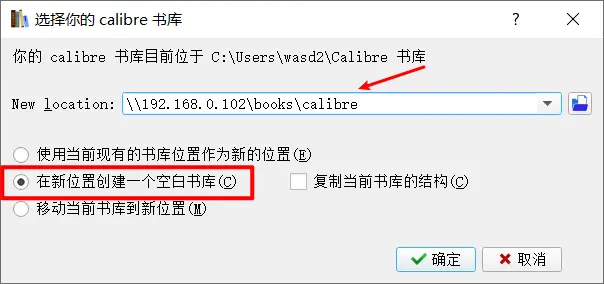 选择你的 calibre 书库
你的 calibre 书库目前位于 C:\Users\wasd2\Calibre 书库
New location: \\192.168.0.102\books\calibre
使用当前现有的书库位置作为新的位置(E)
在新位置创建一个空白书库(C) 复制当前书库的结构(C)
移动当前书库到新位置(M)
确定 取消